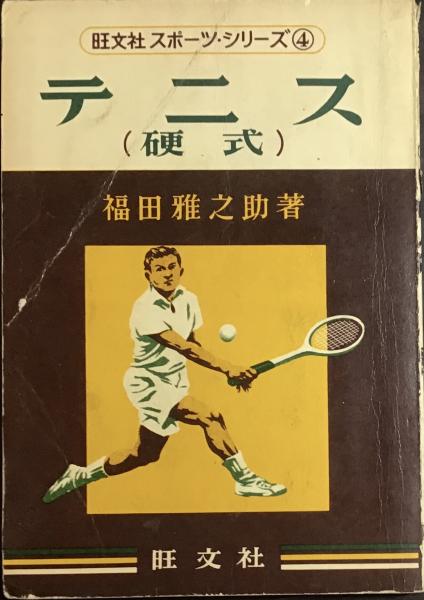 旺文社 スポーツ・シリーズ④
テニス
(硬式)
福田雅之助著
旺文社